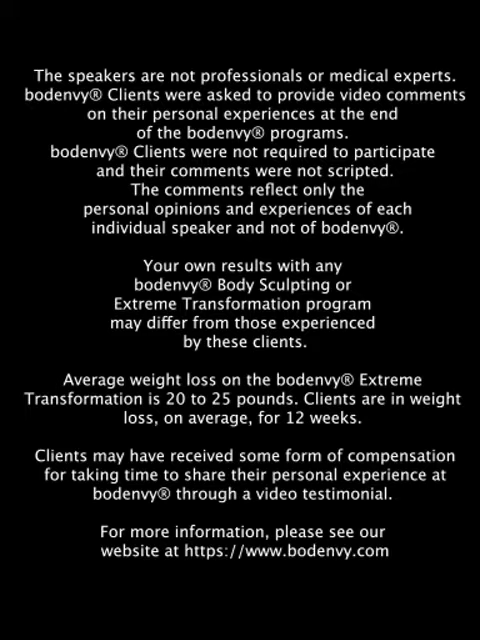 The speakers are not professionals or medical experts.
bodenvy® Clients were asked to provide video comments
on their personal experiences at the end
of the bodenvy® programs.
bodenvy® Clients were not required to participate
and their comments were not scripted.
The comments reflect only the
personal opinions and experiences of each
individual speaker and not of bodenvy®.
Your own results with any
bodenvy® Body Sculpting or
Extreme Transformation program
may differ from those experienced
by these clients.
Average weight loss on the bodenvy® Extreme
Transformation is 20 to 25 pounds. Clients are in weight
loss, on average, for 12 weeks.
Clients may have received some form of compensation
for taking time to share their personal experience at
bodenvy® through a video testimonial.
For more information, please see our
website at https://www.bodenvy.com